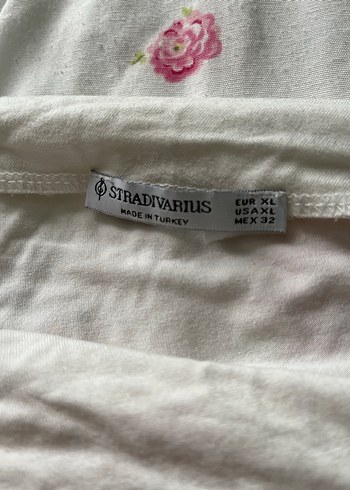 STRADIVARIUS
MADE IN TURKEY
EUR XL
USA XL
MEX 32